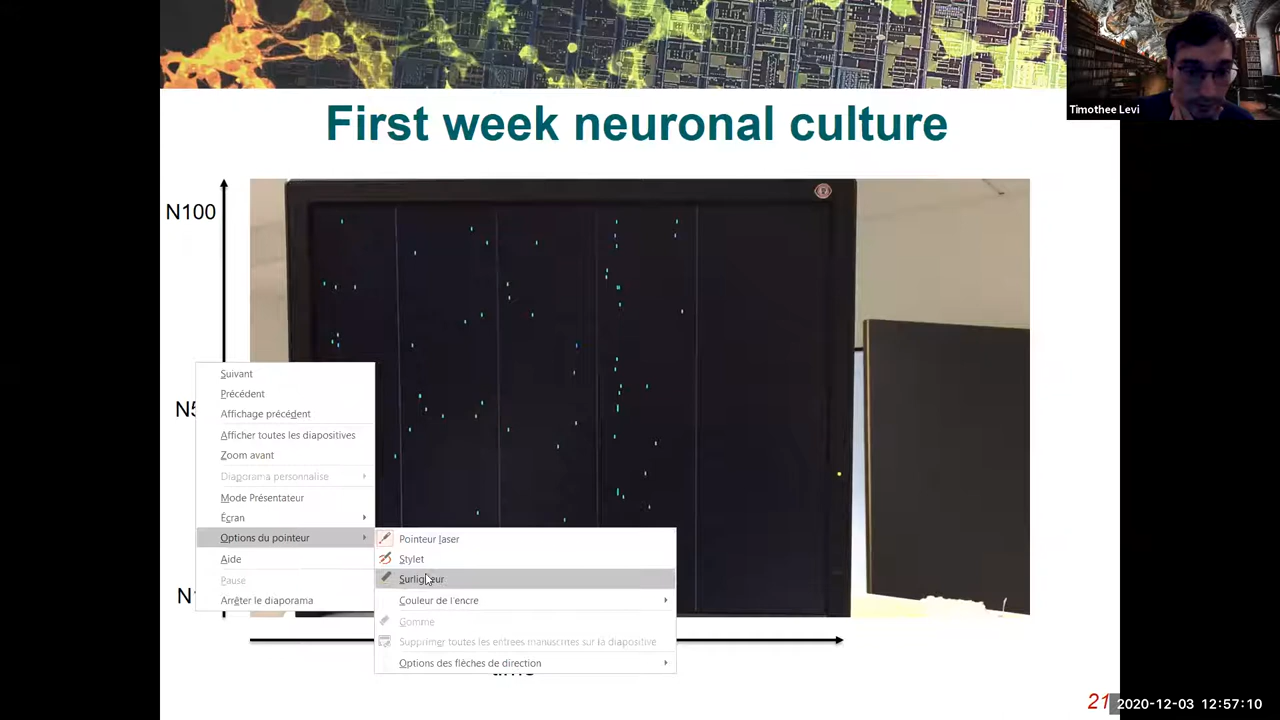 Timothee Levi
First week neuronal culture
N100
Suivant
Précédent
Affichage précédent
Afficher toutes les diapositives
Zoom avant
Diaporama personnalisé
Mode Présentateur
Écran
Options du pointeur
Aide
Pause
Arrêter le diaporama
Pointeur laser
Stylet
Surligneur
Couleur de l'encre
Gomme
Supprimer toutes les entrées manuscrites sur la diapositive
Options des flèches de direction
21
2020-12-03 12:57:10